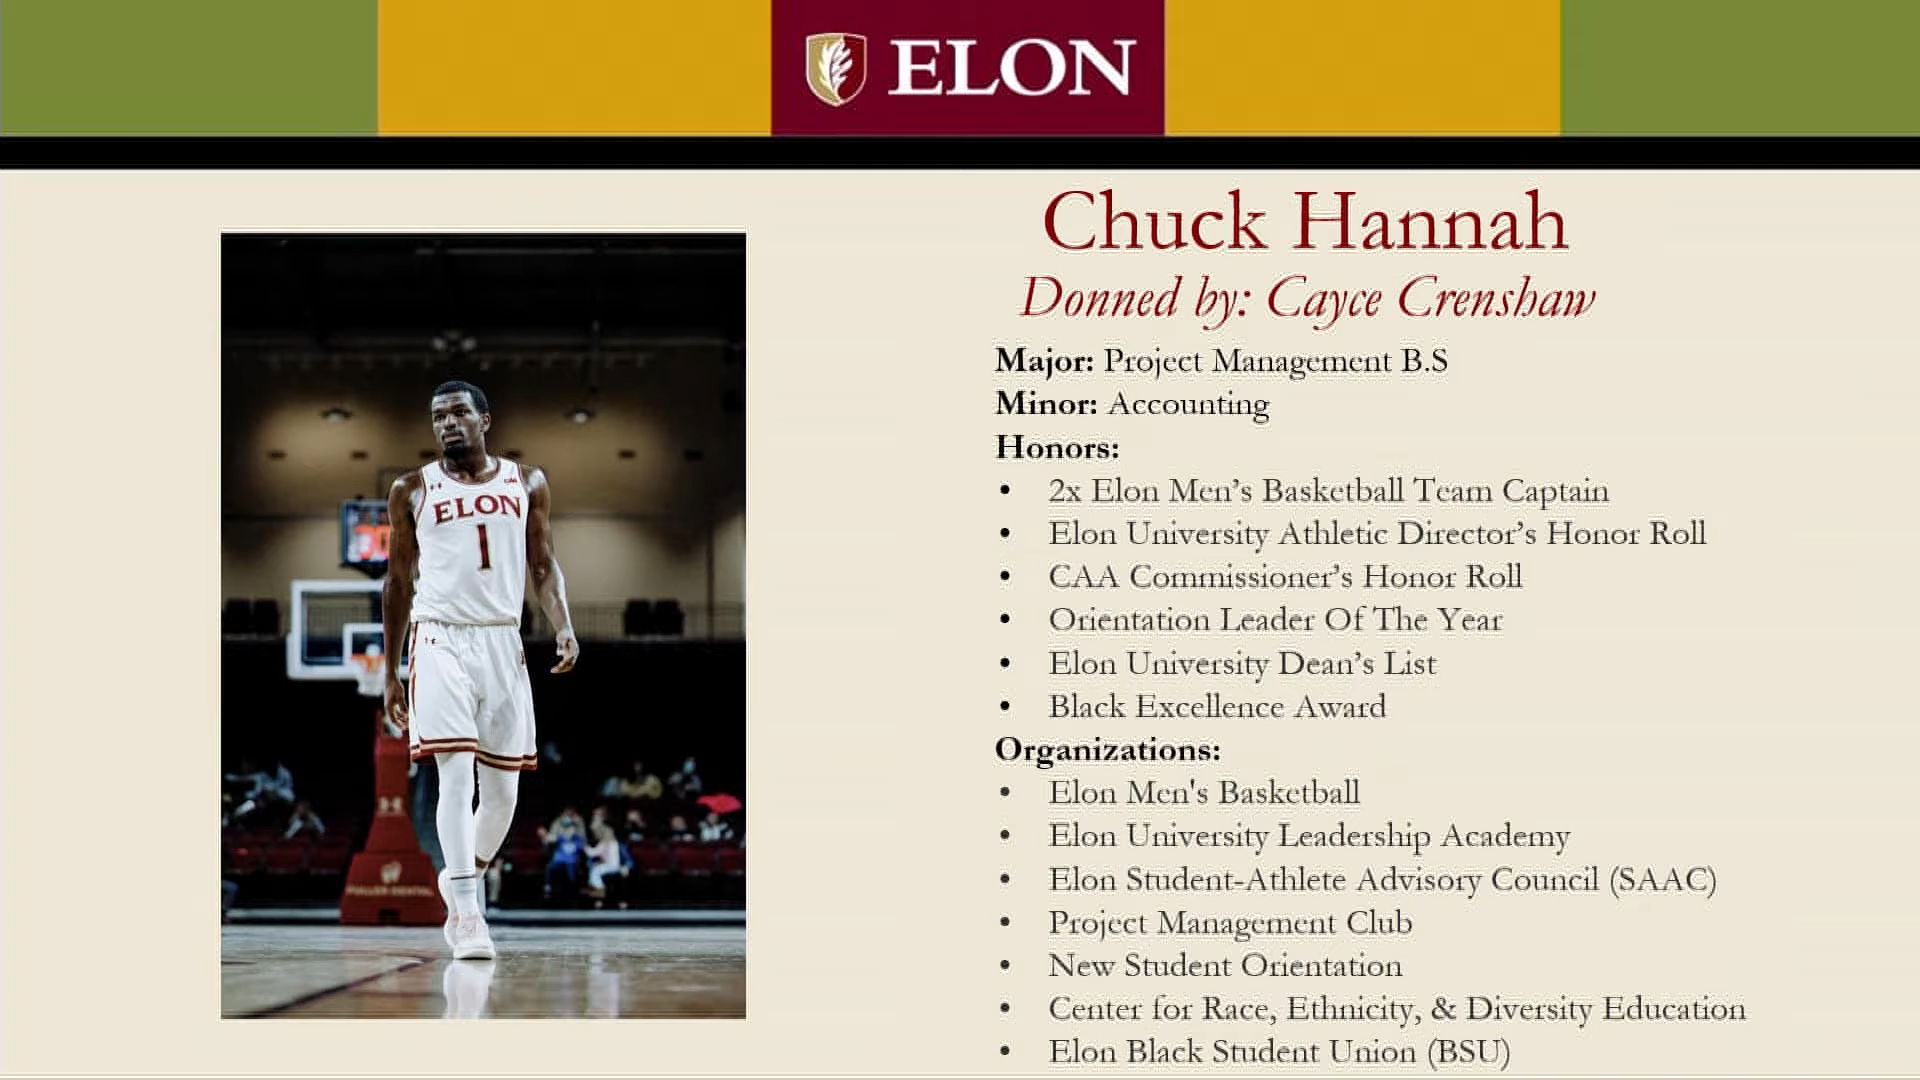 ELON
Chuck Hannah
Donned by: Cayce Crenshaw
Major: Project Management B.S
Minor: Accounting
Honors:
• 2x Elon Men’s Basketball Team Captain
• Elon University Athletic Director’s Honor Roll
• CAA Commissioner’s Honor Roll
• Orientation Leader Of The Year
• Elon University Dean’s List
• Black Excellence Award
Organizations:
• Elon Men's Basketball
• Elon University Leadership Academy
• Elon Student-Athlete Advisory Council (SAAC)
• Project Management Club
• New Student Orientation
• Center for Race, Ethnicity, & Diversity Education
• Elon Black Student Union (BSU)
ELON
1